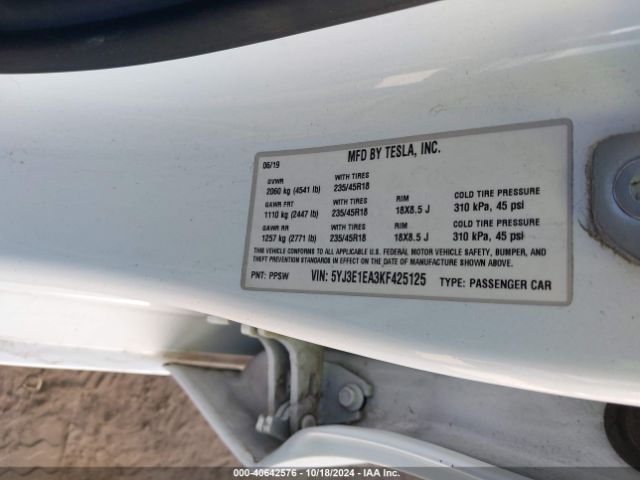 06/19 MFD BY TESLA, INC.
GVWR WITH TIRES
2060 kg (4541 lb) 235/45R18
GAWR FRT WITH TIRES RIM COLD TIRE PRESSURE
1110 kg (2447 lb) 235/45R18 18X8.5 J 310 kPa, 45 psi
GAWR RR WITH TIRES RIM COLD TIRE PRESSURE
1257 kg (2771 lb) 235/45R18 18X8.5 J 310 kPa, 45 psi
THIS VEHICLE CONFORMS TO ALL APPLICABLE U.S. FEDERAL MOTOR VEHICLE SAFETY, BUMPER, AND
THEFT PREVENTION STANDARDS IN EFFECT ON THE DATE OF MANUFACTURE SHOWN ABOVE.
PNT: PPSW VIN: 5YJ3E1EA3KF425125 TYPE: PASSENGER CAR
000-40642576 - 10/18/2024 - IAA Inc.